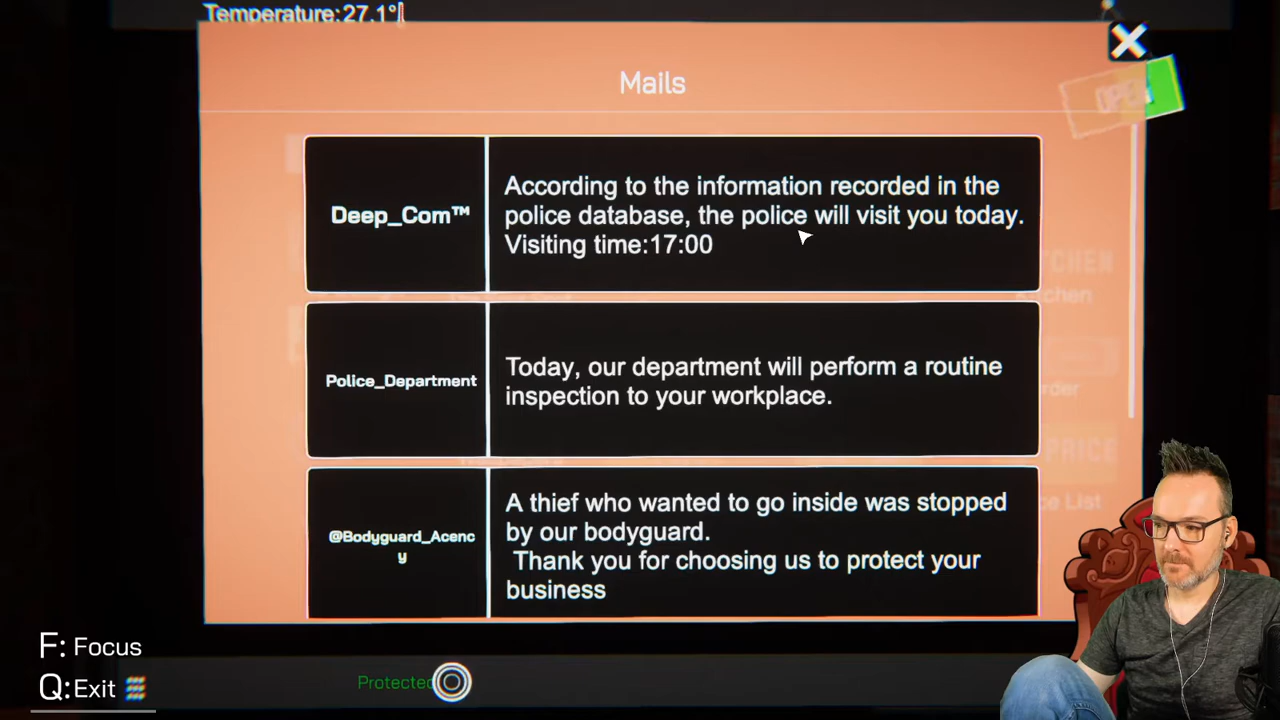 Temperature:27.1°
Mails
OPEN
Deep_Com™
According to the information recorded in the
police database, the police will visit you today.
Visiting time:17:00
Police_Department
Today, our department will perform a routine
inspection to your workplace.
@Bodyguard_Acenc
y
A thief who wanted to go inside was stopped
by our bodyguard.
Thank you for choosing us to protect your
business
F: Focus
Q:Exit
Protected